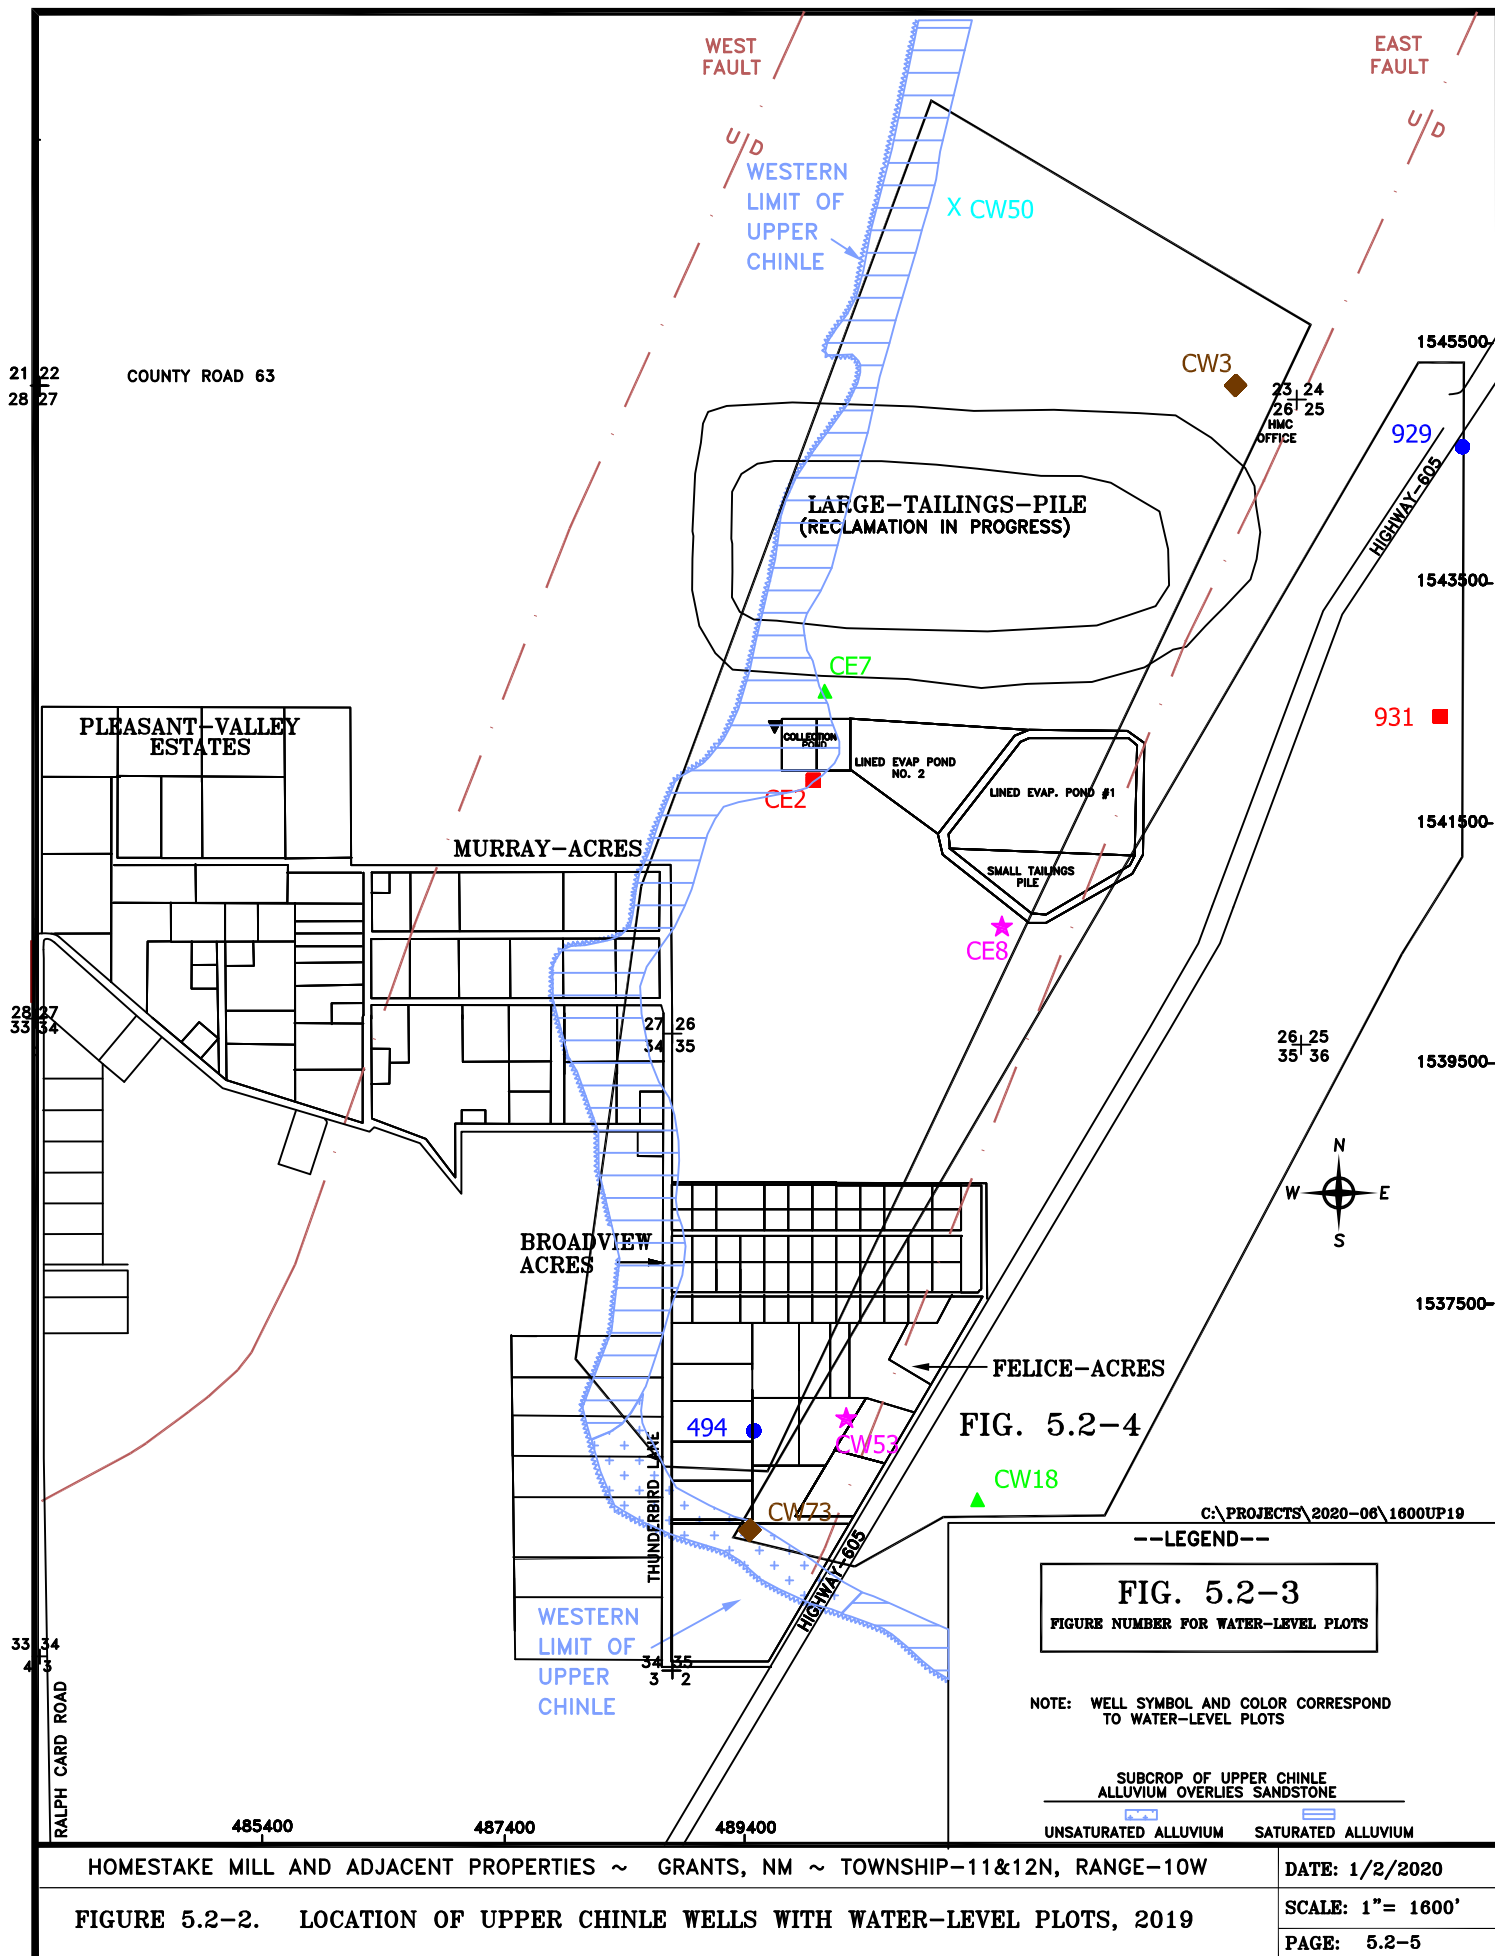 WEST
FAULT
EAST
FAULT
U/D
U/D
WESTERN
LIMIT OF
UPPER
CHINLE
X CW50
1545500
CW3
21 22
28 27
COUNTY ROAD 63
23 24
26 25
HMC
OFFICE
929
HIGHWAY-605
LARGE-TAILINGS-PILE
(RECLAMATION IN PROGRESS)
1543500
CE7
931
PLEASANT-VALLEY
ESTATES
COLLECTION
POND
LINED EVAP POND
NO. 2
LINED EVAP. POND #1
CE2
1541500
MURRAY-ACRES
SMALL TAILINGS
PILE
CE8
28 27
33 34
27 26
34 35
26 25
35 36
1539500
N
W E
S
BROADVIEW
ACRES
1537500
FELICE-ACRES
FIG. 5.2-4
494
CW53
THUNDERBIRD LANE
CW18
CW73
HIGHWAY-605
C:\PROJECTS\2020-06\1600UP19
--LEGEND--
FIG. 5.2-3
FIGURE NUMBER FOR WATER-LEVEL PLOTS
WESTERN
LIMIT OF
UPPER
CHINLE
33 34
4 3
34 35
3 2
RALPH CARD ROAD
NOTE: WELL SYMBOL AND COLOR CORRESPOND
TO WATER-LEVEL PLOTS
SUBCROP OF UPPER CHINLE
ALLUVIUM OVERLIES SANDSTONE
UNSATURATED ALLUVIUM SATURATED ALLUVIUM
485400 487400 489400
HOMESTAKE MILL AND ADJACENT PROPERTIES ~ GRANTS, NM ~ TOWNSHIP-11&12N, RANGE-10W
DATE: 1/2/2020
FIGURE 5.2-2. LOCATION OF UPPER CHINLE WELLS WITH WATER-LEVEL PLOTS, 2019
SCALE: 1"= 1600'
PAGE: 5.2-5